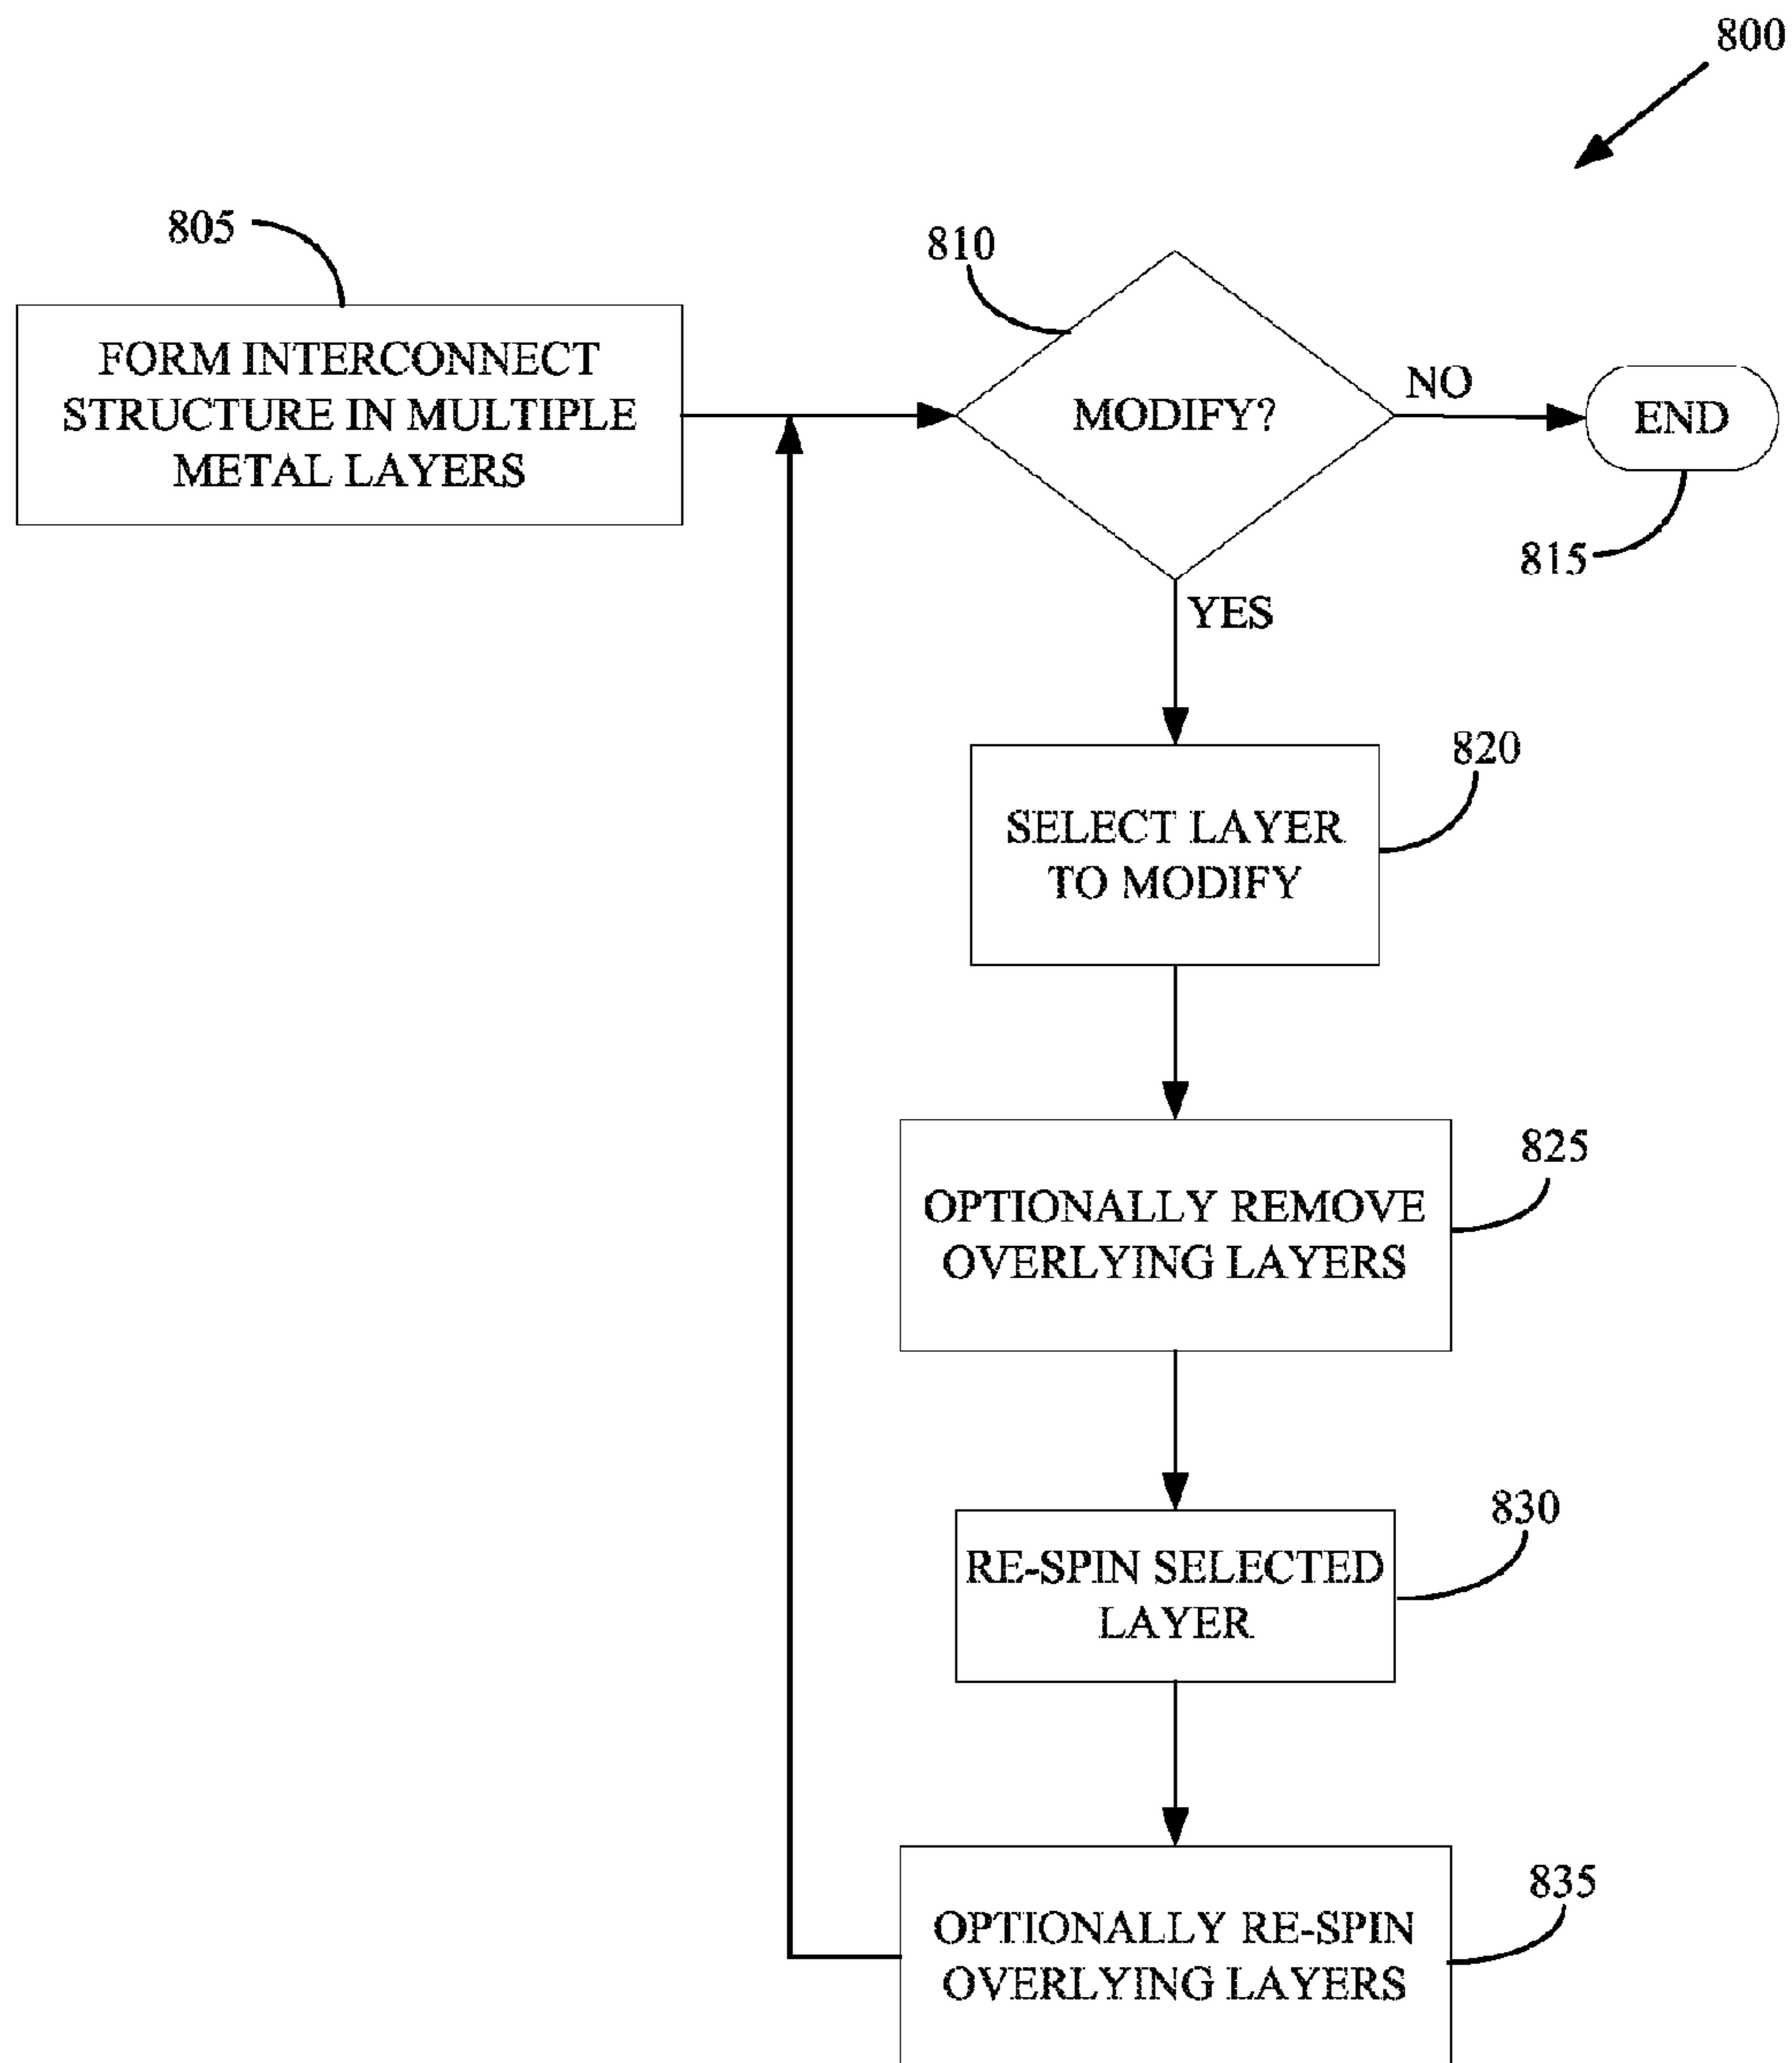 800
805
FORM INTERCONNECT
STRUCTURE IN MULTIPLE
METAL LAYERS
810
MODIFY?
NO
END
815
YES
820
SELECT LAYER
TO MODIFY
825
OPTIONALLY REMOVE
OVERLYING LAYERS
830
RE-SPIN SELECTED
LAYER
835
OPTIONALLY RE-SPIN
OVERLYING LAYERS